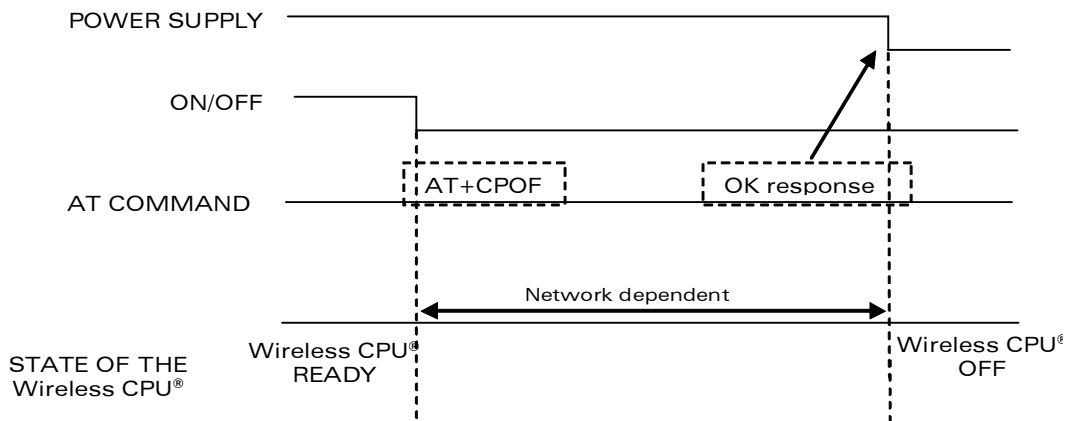 POWER SUPPLY
ON/OFF
AT COMMAND
AT+CPOF
OK response
Network dependent
STATE OF THE
Wireless CPU®
Wireless CPU®
READY
Wireless CPU®
OFF